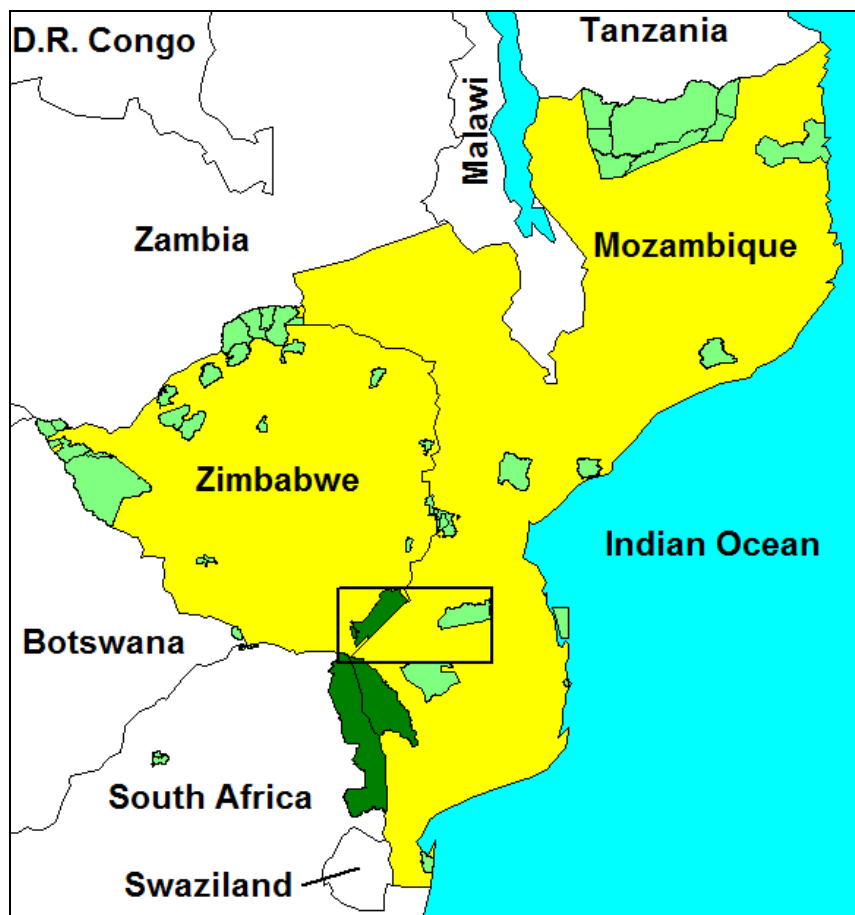 D.R. Congo
Tanzania
Malawi
Zambia
Mozambique
Zimbabwe
Indian Ocean
Botswana
South Africa
Swaziland